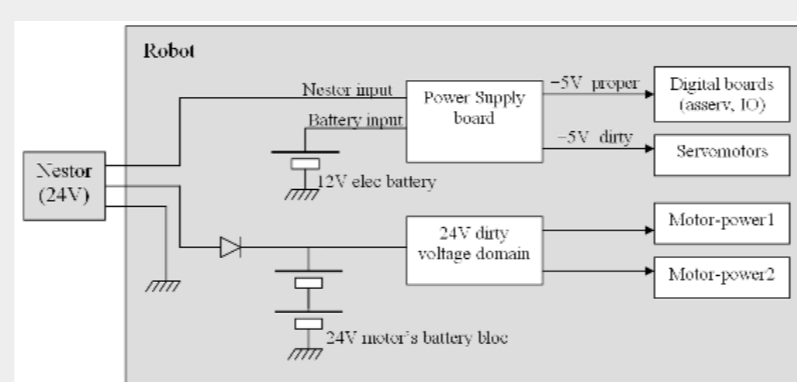 Robot
Nestor input
Battery input
Power Supply
board
−5V proper
−5V dirty
Digital boards
(asserv, IO)
Servomotors
Nestor
(24V)
12V elec battery
24V dirty
voltage domain
Motor-power1
Motor-power2
24V motor's battery bloc